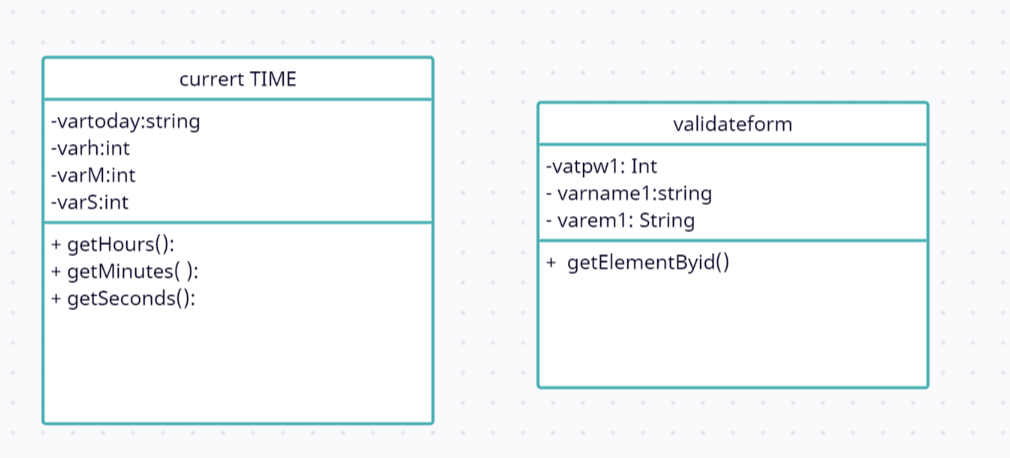 currert TIME
-vartoday:string
-varh:int
-varM:int
-varS:int
+ getHours():
+ getMinutes( ):
+ getSeconds():
validateform
-vatpw1: Int
- varname1:string
- varem1: String
+ getElementByid()